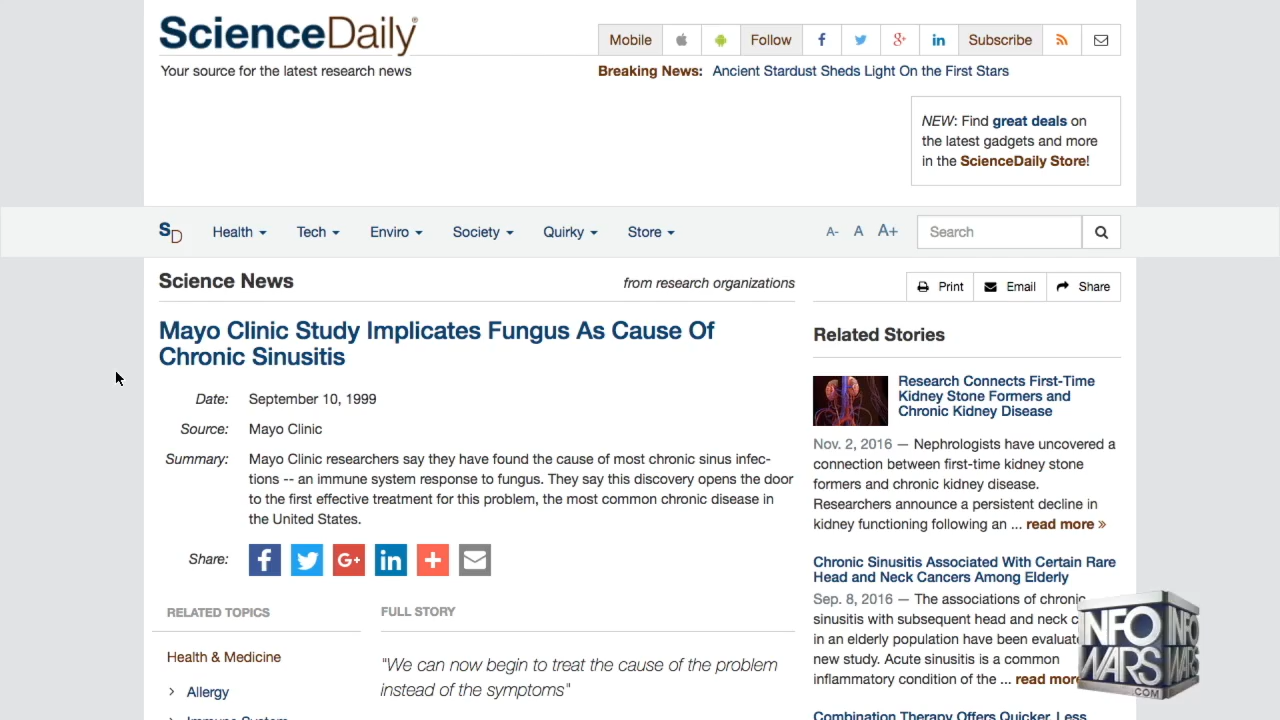 ScienceDaily®
Your source for the latest research news
Mobile
Follow
Subscribe
Breaking News: Ancient Stardust Sheds Light On the First Stars
NEW: Find great deals on
the latest gadgets and more
in the ScienceDaily Store!
SD
Health
Tech
Enviro
Society
Quirky
Store
A-
A
A+
Search
Science News
from research organizations
Print
Email
Share
Mayo Clinic Study Implicates Fungus As Cause Of
Chronic Sinusitis
Date: September 10, 1999
Source: Mayo Clinic
Summary: Mayo Clinic researchers say they have found the cause of most chronic sinus infec-
tions -- an immune system response to fungus. They say this discovery opens the door
to the first effective treatment for this problem, the most common chronic disease in
the United States.
Share:
f
G+
in
RELATED TOPICS
Health & Medicine
Allergy
FULL STORY
"We can now begin to treat the cause of the problem
instead of the symptoms"
Related Stories
Research Connects First-Time
Kidney Stone Formers and
Chronic Kidney Disease
Nov. 2, 2016 — Nephrologists have uncovered a
connection between first-time kidney stone
formers and chronic kidney disease.
Researchers announce a persistent decline in
kidney functioning following an ... read more »
Chronic Sinusitis Associated With Certain Rare
Head and Neck Cancers Among Elderly
Sep. 8, 2016 — The associations of chronic
sinusitis with subsequent head and neck c
in an elderly population have been evaluate
new study. Acute sinusitis is a common
inflammatory condition of the ... read more
Combination Therapy Offers Quicker, Less
INFO
WARS
.COM